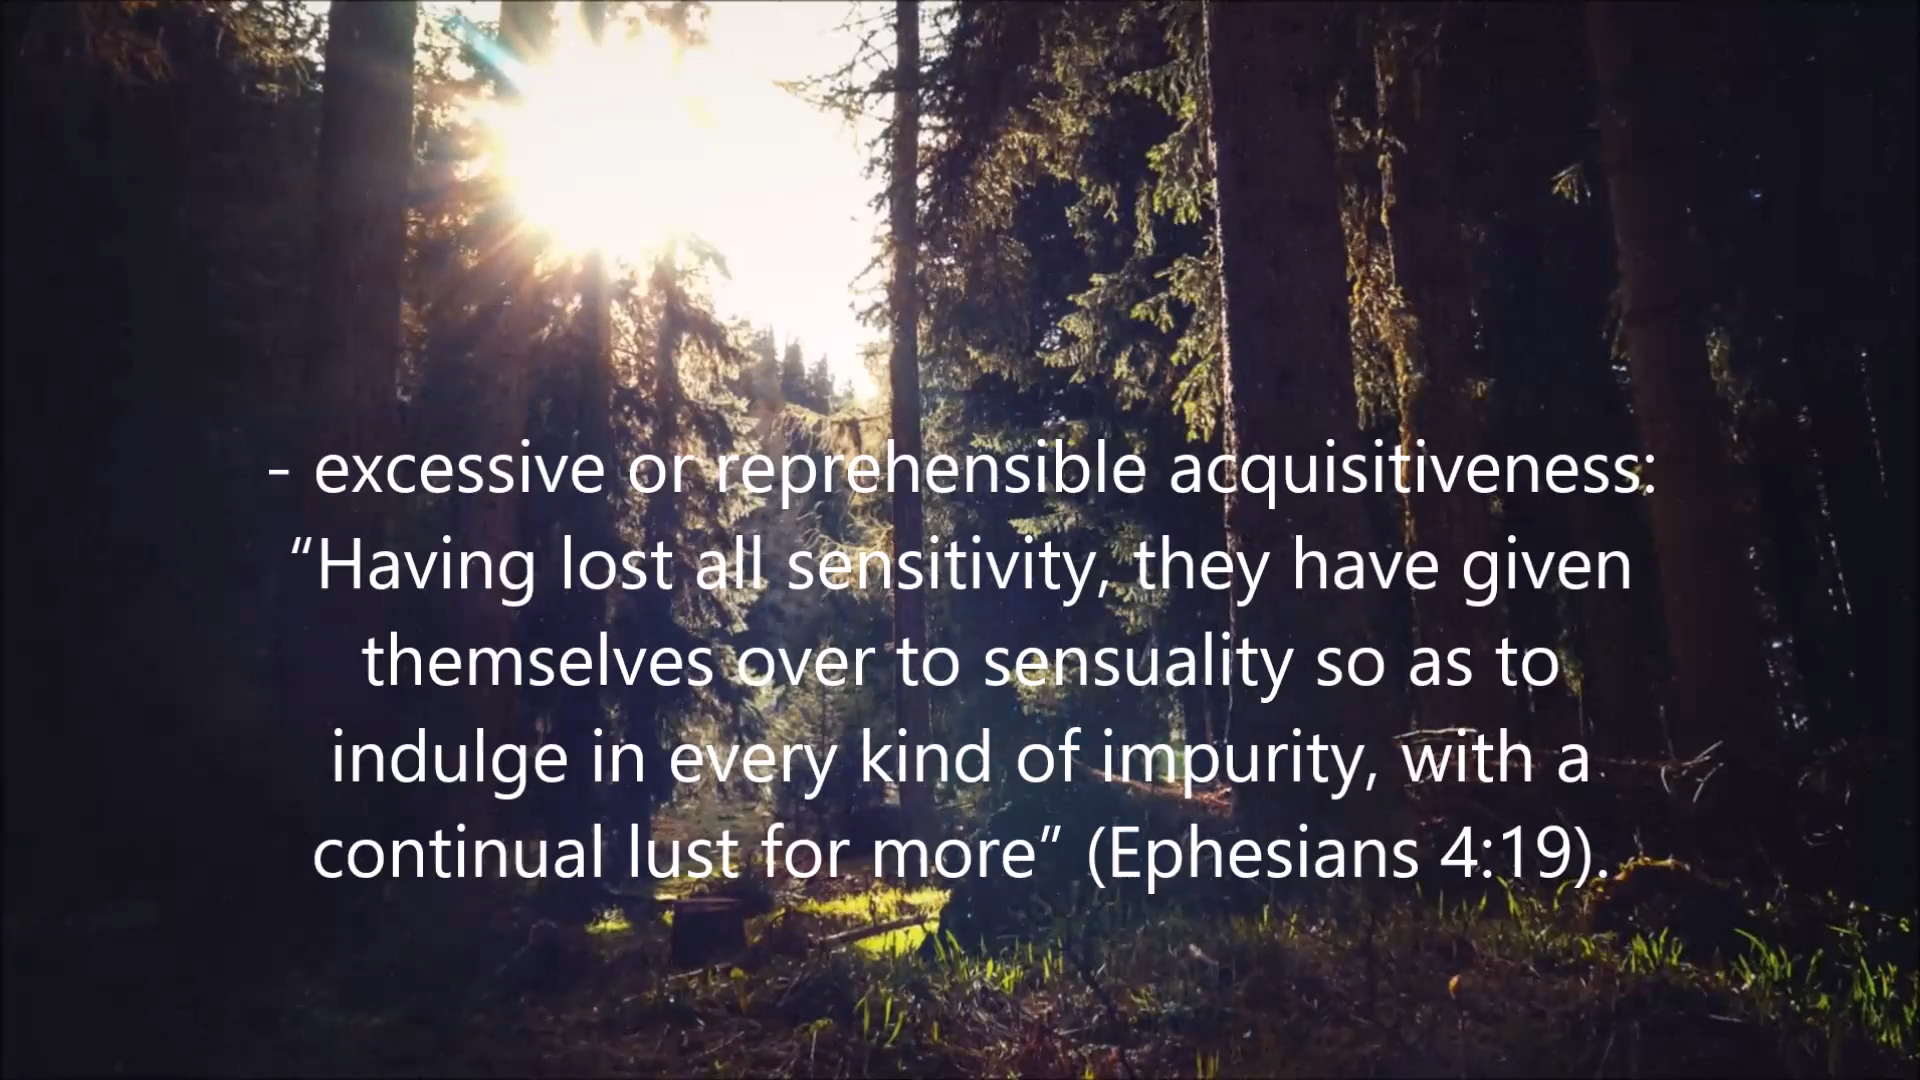 - excessive or reprehensible acquisitiveness:
“Having lost all sensitivity, they have given
themselves over to sensuality so as to
indulge in every kind of impurity, with a
continual lust for more” (Ephesians 4:19).